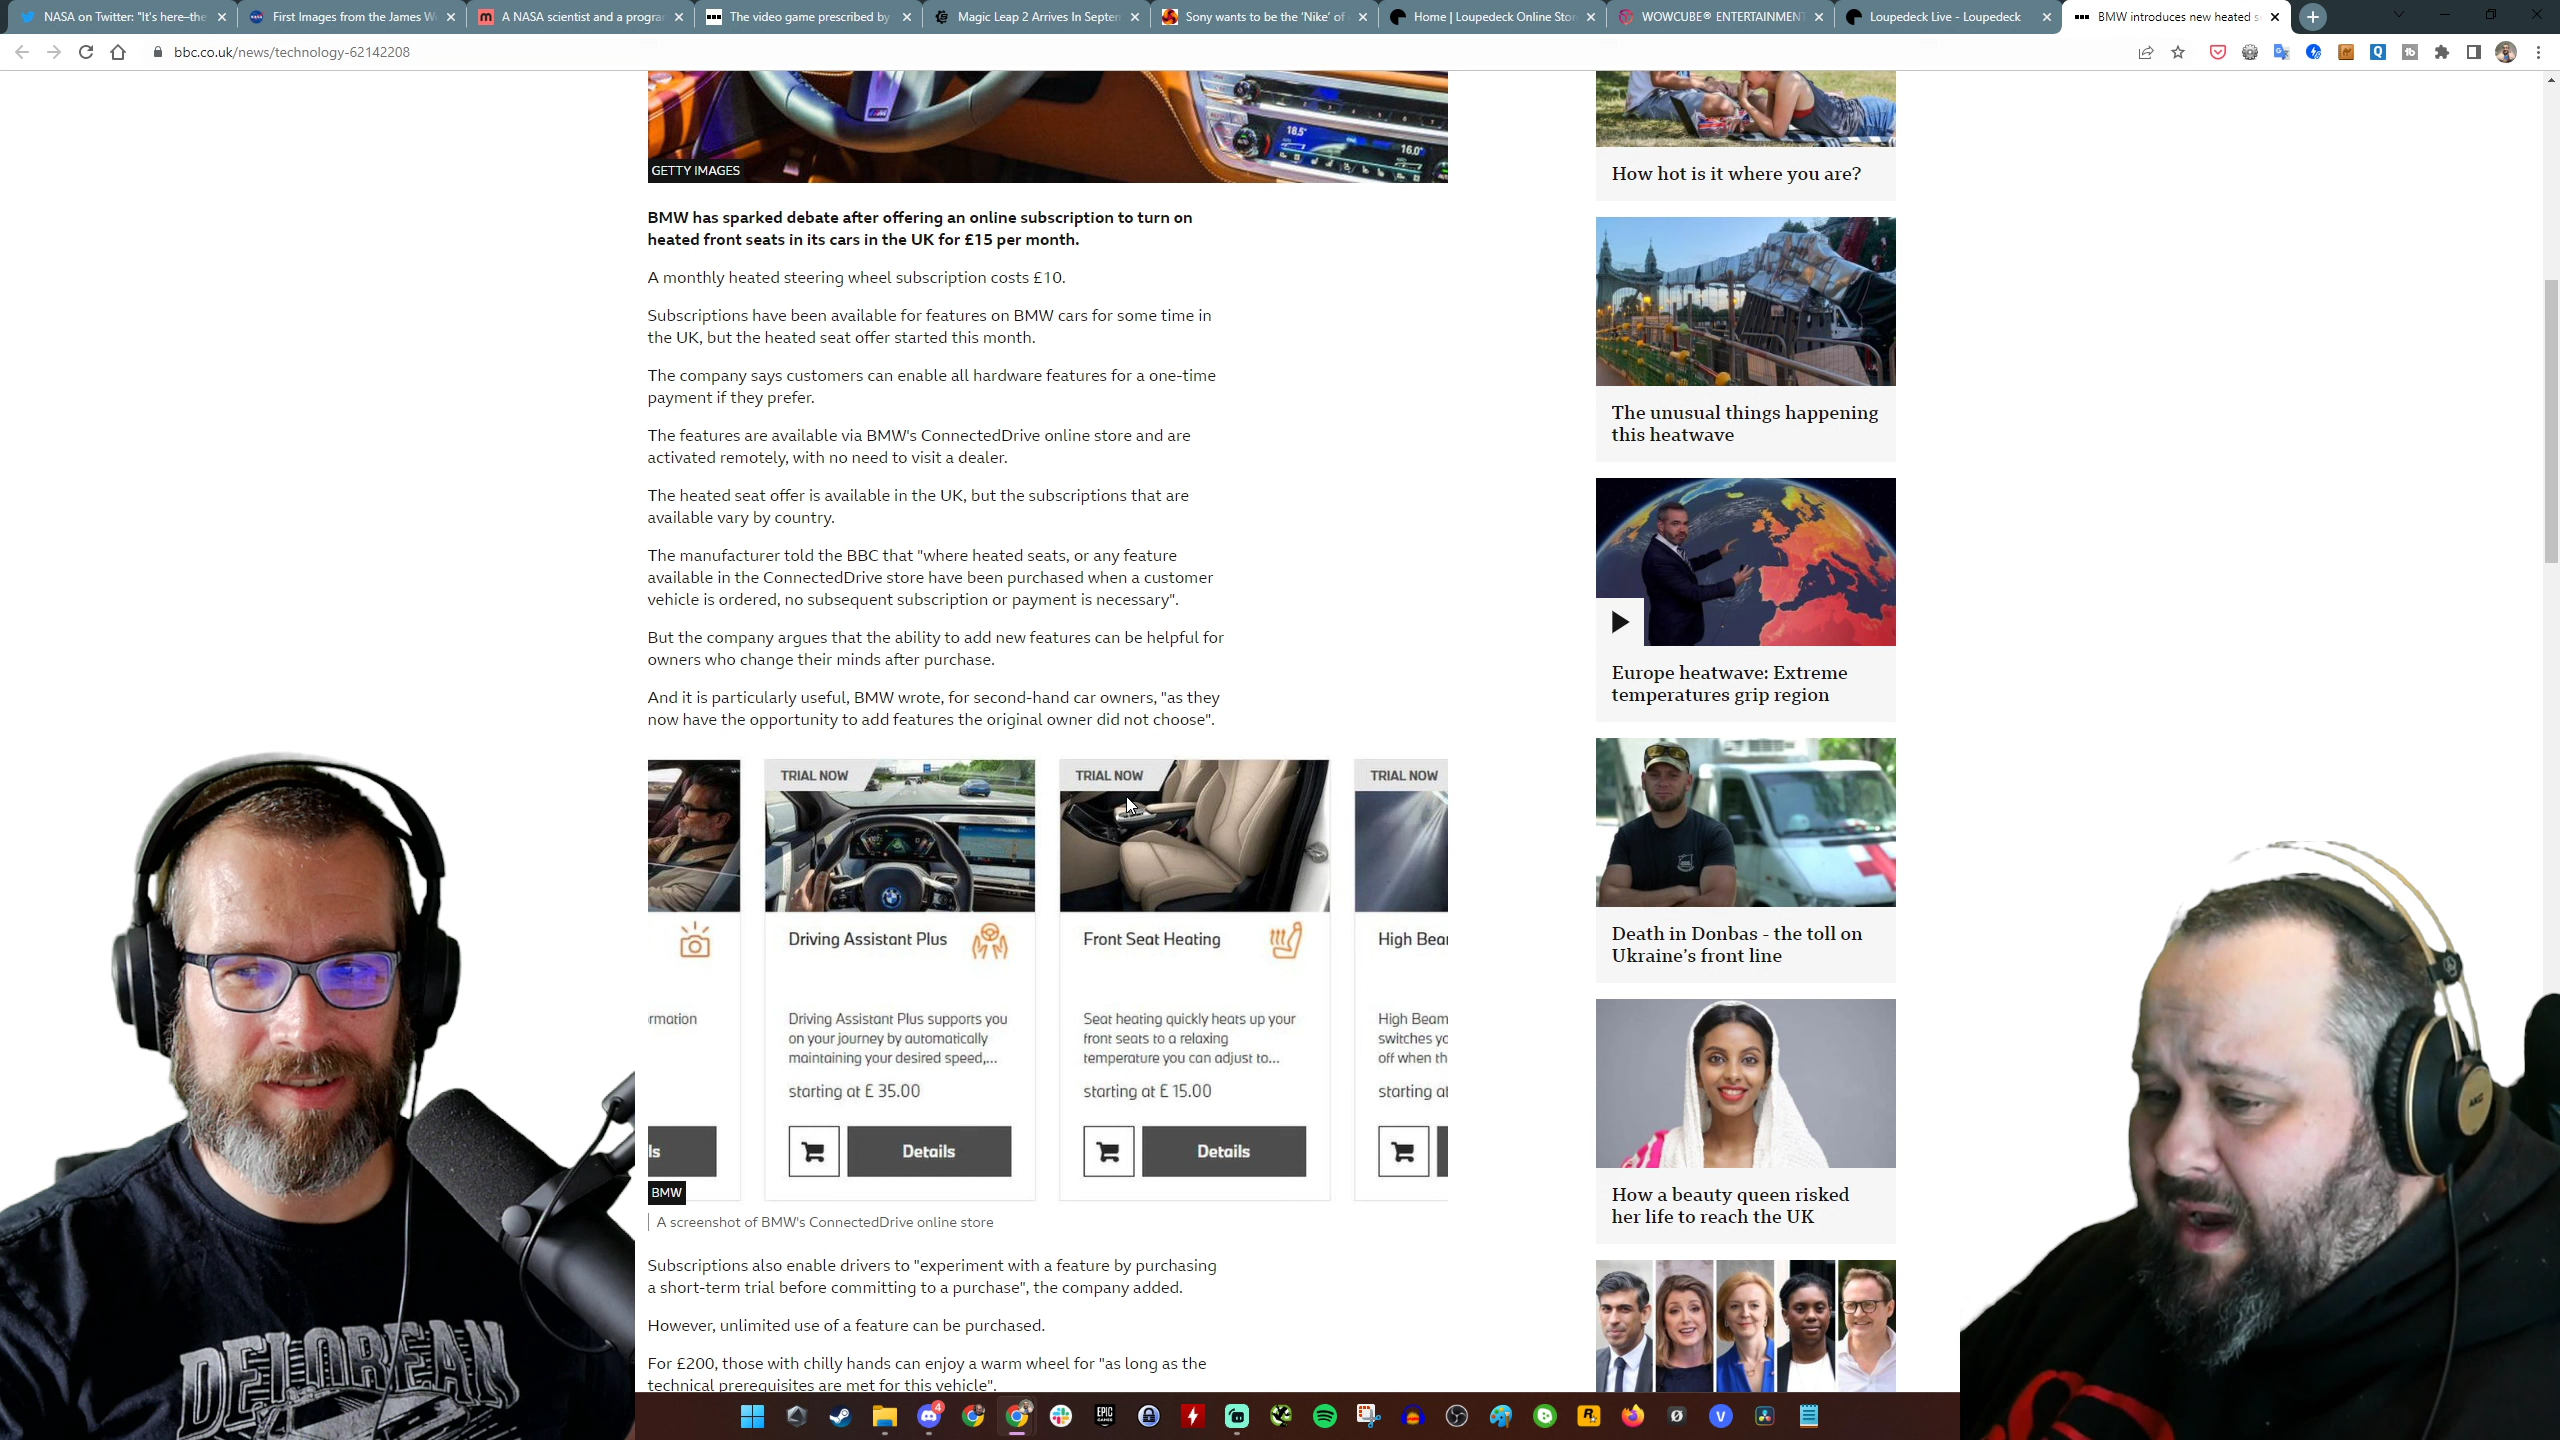 NASA on Twitter: "It's here–the
First Images from the James W
A NASA scientist and a progra
The video game prescribed by
Magic Leap 2 Arrives In Septen
Sony wants to be the 'Nike' of
Home | Loupedeck Online Stor
WOWCUBE® ENTERTAINMENT
Loupedeck Live - Loupedeck
BMW introduces new heated s
bbc.co.uk/news/technology-62142208
18.5°
16.0°
GETTY IMAGES
BMW has sparked debate after offering an online subscription to turn on
heated front seats in its cars in the UK for £15 per month.
A monthly heated steering wheel subscription costs £10.
Subscriptions have been available for features on BMW cars for some time in
the UK, but the heated seat offer started this month.
The company says customers can enable all hardware features for a one-time
payment if they prefer.
The features are available via BMW's ConnectedDrive online store and are
activated remotely, with no need to visit a dealer.
The heated seat offer is available in the UK, but the subscriptions that are
available vary by country.
The manufacturer told the BBC that "where heated seats, or any feature
available in the ConnectedDrive store have been purchased when a customer
vehicle is ordered, no subsequent subscription or payment is necessary".
But the company argues that the ability to add new features can be helpful for
owners who change their minds after purchase.
And it is particularly useful, BMW wrote, for second-hand car owners, "as they
now have the opportunity to add features the original owner did not choose".
TRIAL NOW
TRIAL NOW
TRIAL NOW
Driving Assistant Plus
Front Seat Heating
High Bear
rmation
Driving Assistant Plus supports you
on your journey by automatically
maintaining your desired speed,...
starting at £ 35.00
Details
Seat heating quickly heats up your
front seats to a relaxing
temperature you can adjust to...
starting at £ 15.00
Details
High Beam
switches yo
off when th
starting at
ls
BMW
A screenshot of BMW's ConnectedDrive online store
Subscriptions also enable drivers to "experiment with a feature by purchasing
a short-term trial before committing to a purchase", the company added.
However, unlimited use of a feature can be purchased.
For £200, those with chilly hands can enjoy a warm wheel for "as long as the
technical prerequisites are met for this vehicle".
How hot is it where you are?
The unusual things happening
this heatwave
Europe heatwave: Extreme
temperatures grip region
Death in Donbas - the toll on
Ukraine's front line
How a beauty queen risked
her life to reach the UK
DELOREAN
AKG
4
EPIC
GAMES